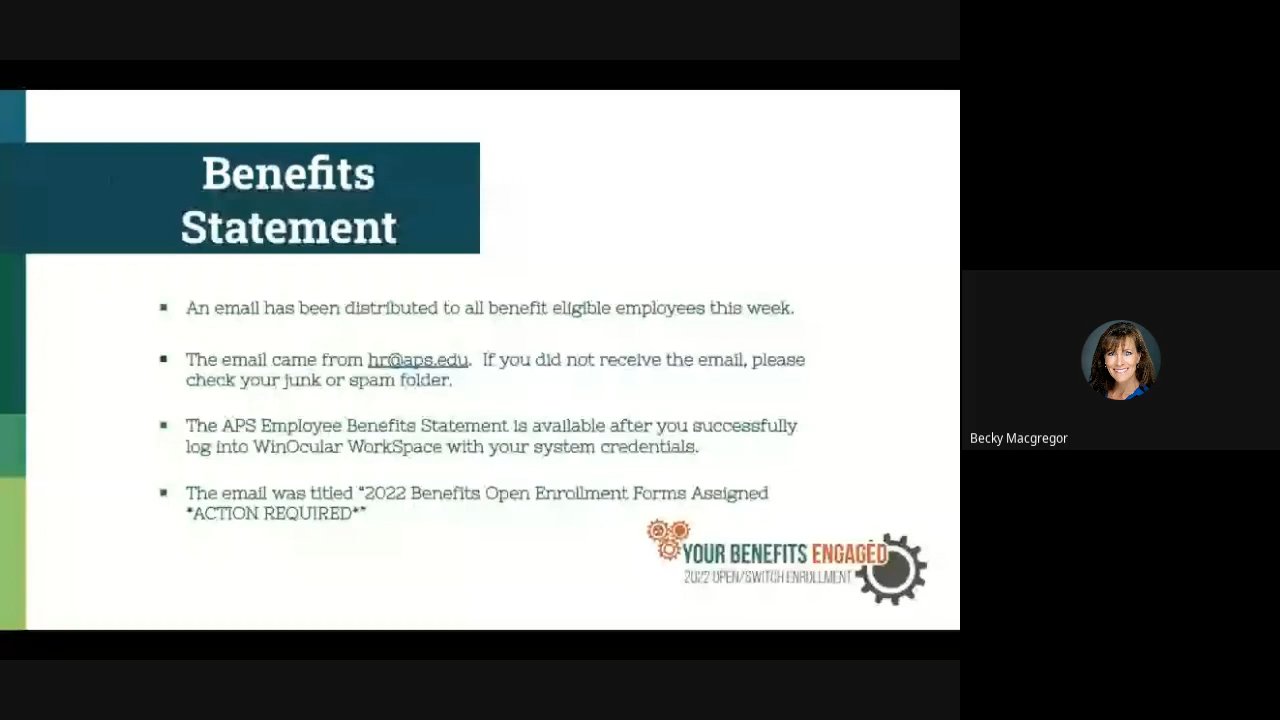 Benefits
Statement
▪ An email has been distributed to all benefit eligible employees this week.
▪ The email came from hr@aps.edu. If you did not receive the email, please
check your junk or spam folder.
▪ The APS Employee Benefits Statement is available after you successfully
log into WinOcular WorkSpace with your system credentials.
▪ The email was titled “2022 Benefits Open Enrollment Forms Assigned
*ACTION REQUIRED*”
YOUR BENEFITS ENGAGED
2022 OPEN/SWITCH ENROLLMENT
Becky Macgregor